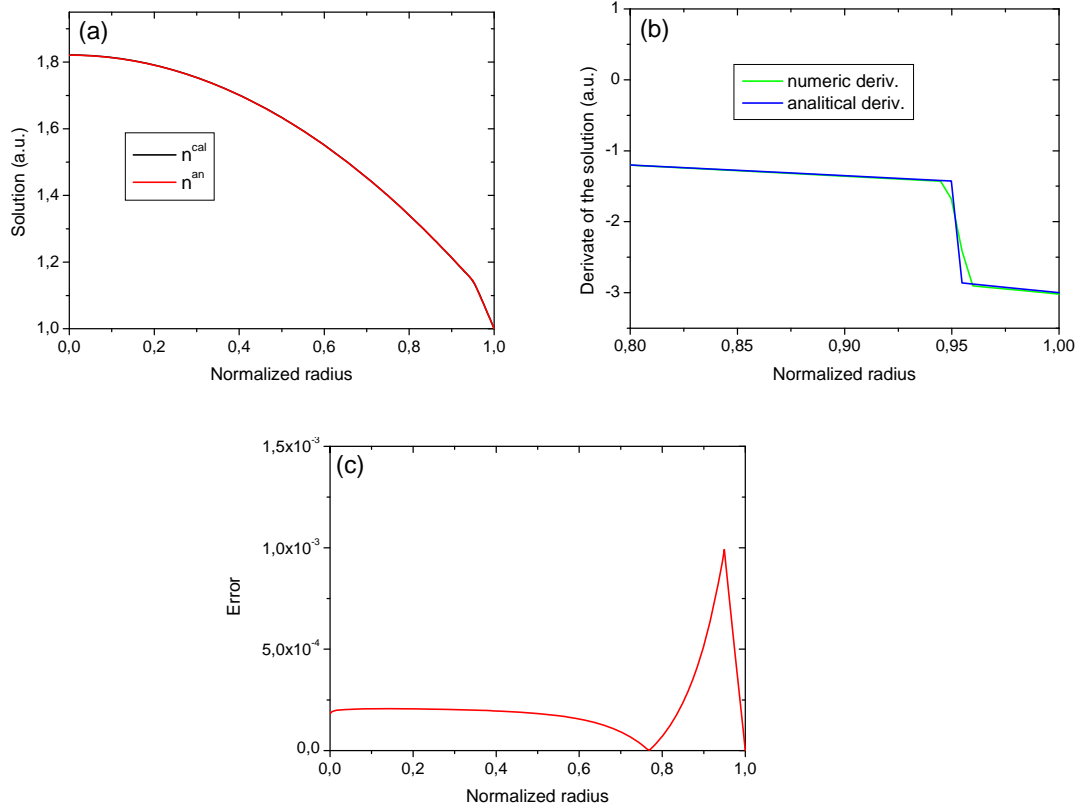 (a)
Solution (a.u.)
1,8
1,6
1,4
1,2
1,0
n^cal
n^an
0,0 0,2 0,4 0,6 0,8 1,0
Normalized radius
(b)
Derivate of the solution (a.u.)
1
0
-1
-2
-3
numeric deriv.
analitical deriv.
0,80 0,85 0,90 0,95 1,00
Normalized radius
(c)
Error
1,5x10^-3
1,0x10^-3
5,0x10^-4
0,0
0,0 0,2 0,4 0,6 0,8 1,0
Normalized radius